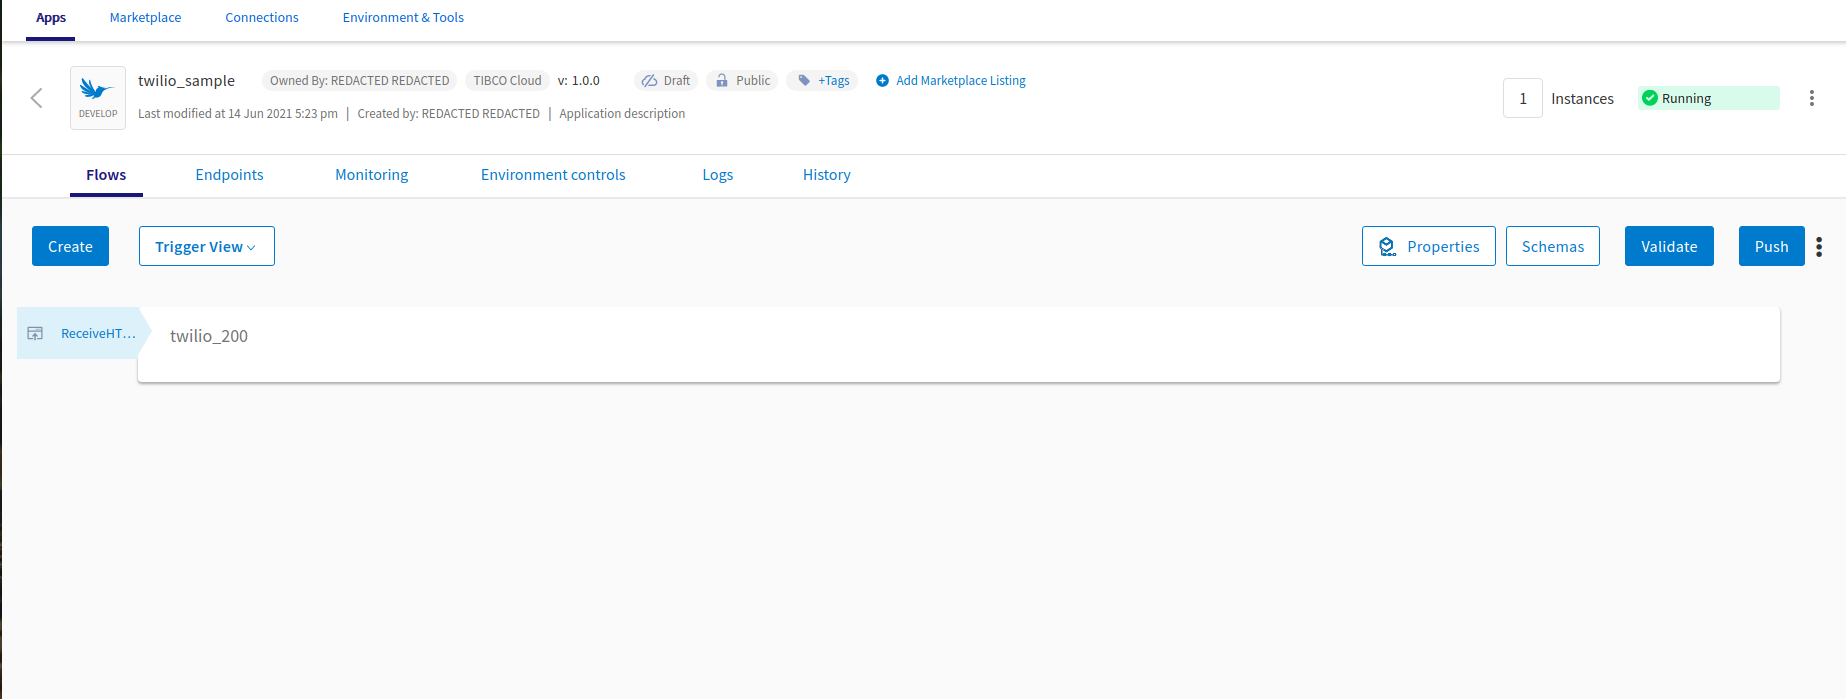 Apps Marketplace Connections Environment & Tools
twilio_sample Owned By: REDACTED REDACTED TIBCO Cloud v: 1.0.0 Draft Public +Tags Add Marketplace Listing
DEVELOP Last modified at 14 Jun 2021 5:23 pm | Created by: REDACTED REDACTED | Application description
1 Instances Running
Flows Endpoints Monitoring Environment controls Logs History
Create Trigger View Properties Schemas Validate Push
ReceiveHT... twilio_200